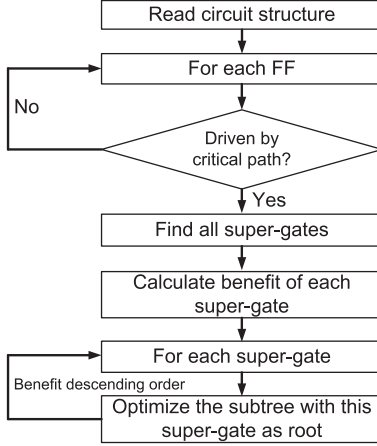 Read circuit structure
For each FF
No
Driven by
critical path?
Yes
Find all super-gates
Calculate benefit of each
super-gate
For each super-gate
Benefit descending order
Optimize the subtree with this
super-gate as root